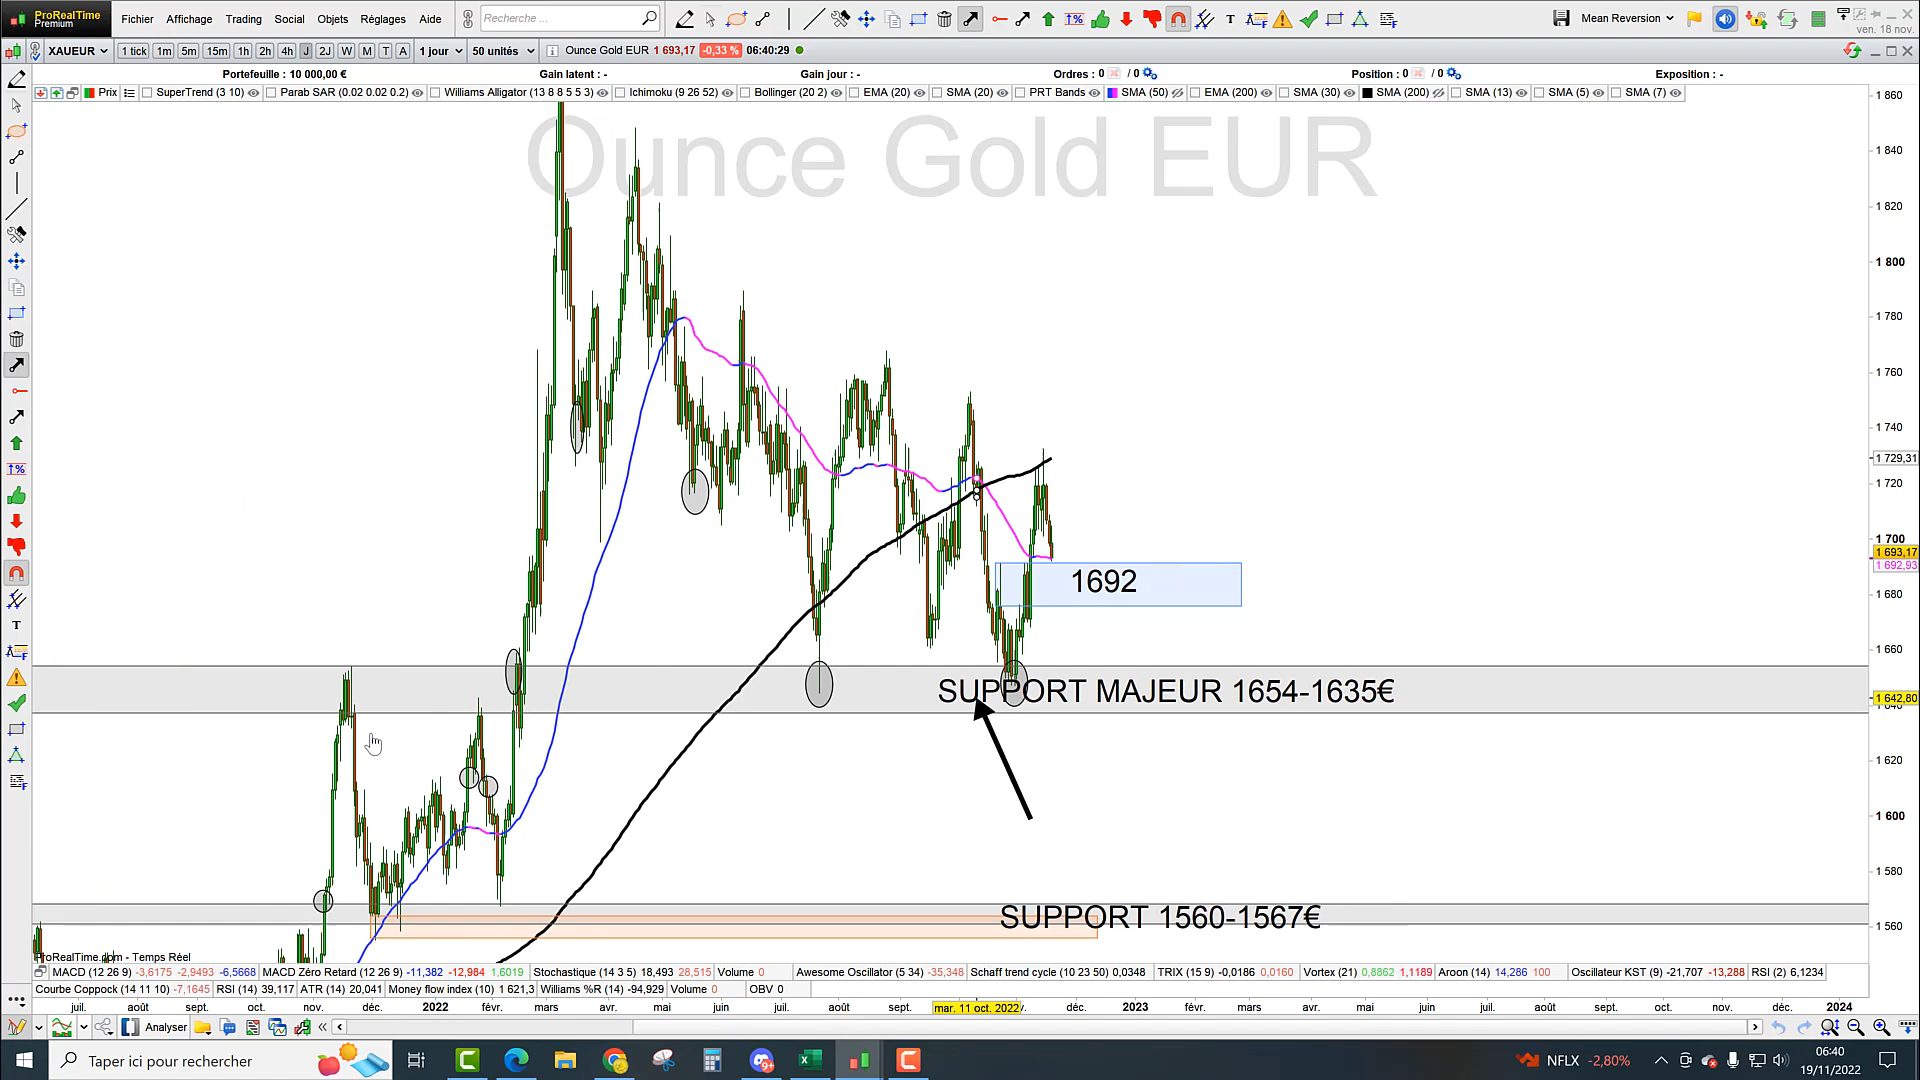 ProRealTime
Premium
Fichier Affichage Trading Social Objets Réglages Aide Recherche ... Mean Reversion
ven. 18 nov.
XAUEUR 1 tick 1m 5m 15m 1h 2h 4h J 2J W M T A 1 jour 50 unités Ounce Gold EUR 1 693,17 -0,33 % 06:40:29
Portefeuille : 10 000,00 € Gain latent : - Gain jour : - Ordres : 0 / 0 Position : 0 / 0 Exposition : -
Prix SuperTrend (3 10) Parab SAR (0.02 0.02 0.2) Williams Alligator (13 8 8 5 5 3) Ichimoku (9 26 52) Bollinger (20 2) EMA (20) SMA (20) PRT Bands SMA (50) EMA (200) SMA (30) SMA (200) SMA (13) SMA (5) SMA (7)
Ounce Gold EUR
1 860
1 840
1 820
1 800
1 780
1 760
1 740
1 729,31
1 720
1 700
1 693,17
1 692,93
1692
1 680
1 660
SUPPORT MAJEUR 1654-1635€
1 642,80
1 620
1 600
1 580
SUPPORT 1560-1567€
1 560
ProRealTime.com - Temps Réel
MACD (12 26 9) -3,6175 -2,9493 -6,5668 MACD Zéro Retard (12 26 9) -11,382 -12,984 1,6019 Stochastique (14 3 5) 18,493 28,515 Volume 0 Awesome Oscillator (5 34) -35,348 Schaff trend cycle (10 23 50) 0,0348 TRIX (15 9) -0,0186 0,0160 Vortex (21) 0,8862 1,1189 Aroon (14) 14,286 100 Oscillateur KST (9) -21,707 -13,288 RSI (2) 6,1234
Courbe Coppock (14 11 10) -7,1645 RSI (14) 39,117 ATR (14) 20,041 Money flow index (10) 1 621,3 Williams %R (14) -94,929 Volume 0 OBV 0
juil. août sept. oct. nov. déc. 2022 févr. mars avr. mai juin juil. août sept. mar. 11 oct. 2022 déc. 2023 févr. mars avr. mai juin juil. août sept. oct. nov. déc. 2024
Analyser
Taper ici pour rechercher
NFLX -2,80%
06:40
19/11/2022